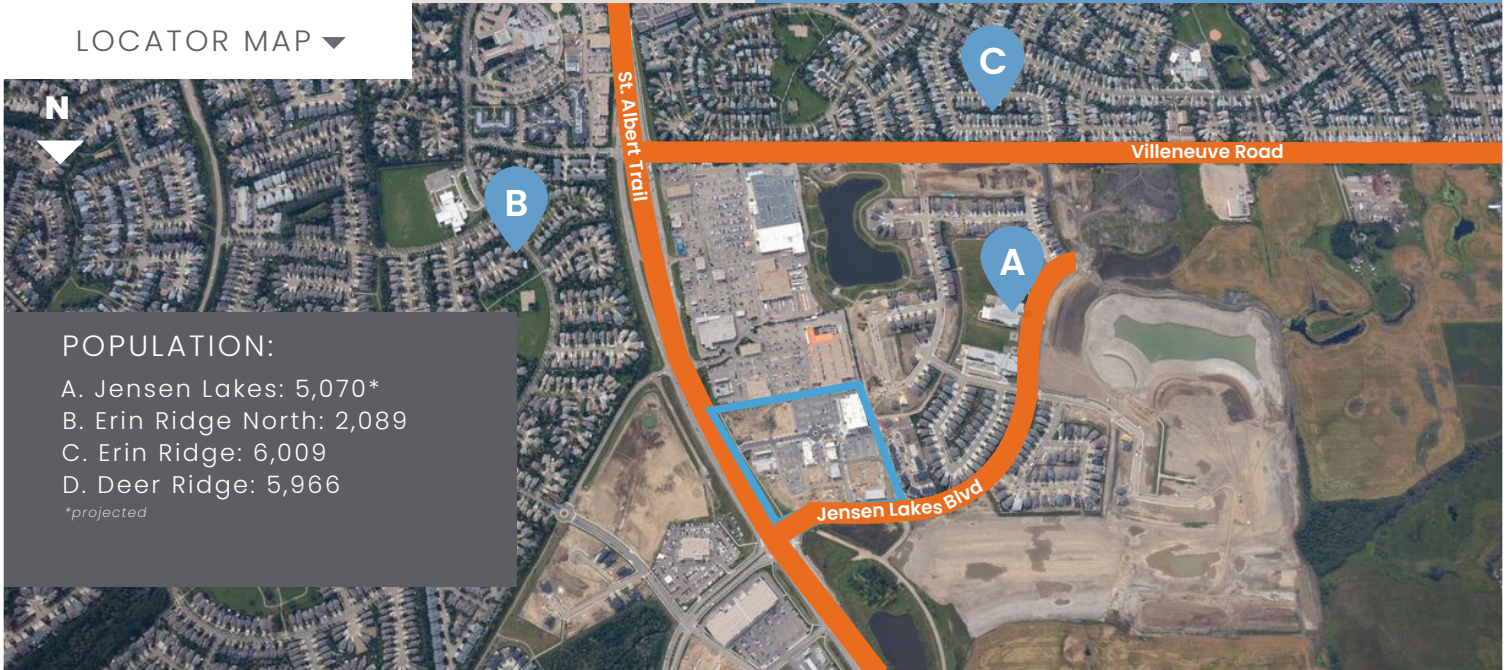 LOCATOR MAP
N
C
St. Albert Trail
Villeneuve Road
B
A
POPULATION:
A. Jensen Lakes: 5,070*
B. Erin Ridge North: 2,089
C. Erin Ridge: 6,009
D. Deer Ridge: 5,966
*projected
Jensen Lakes Blvd